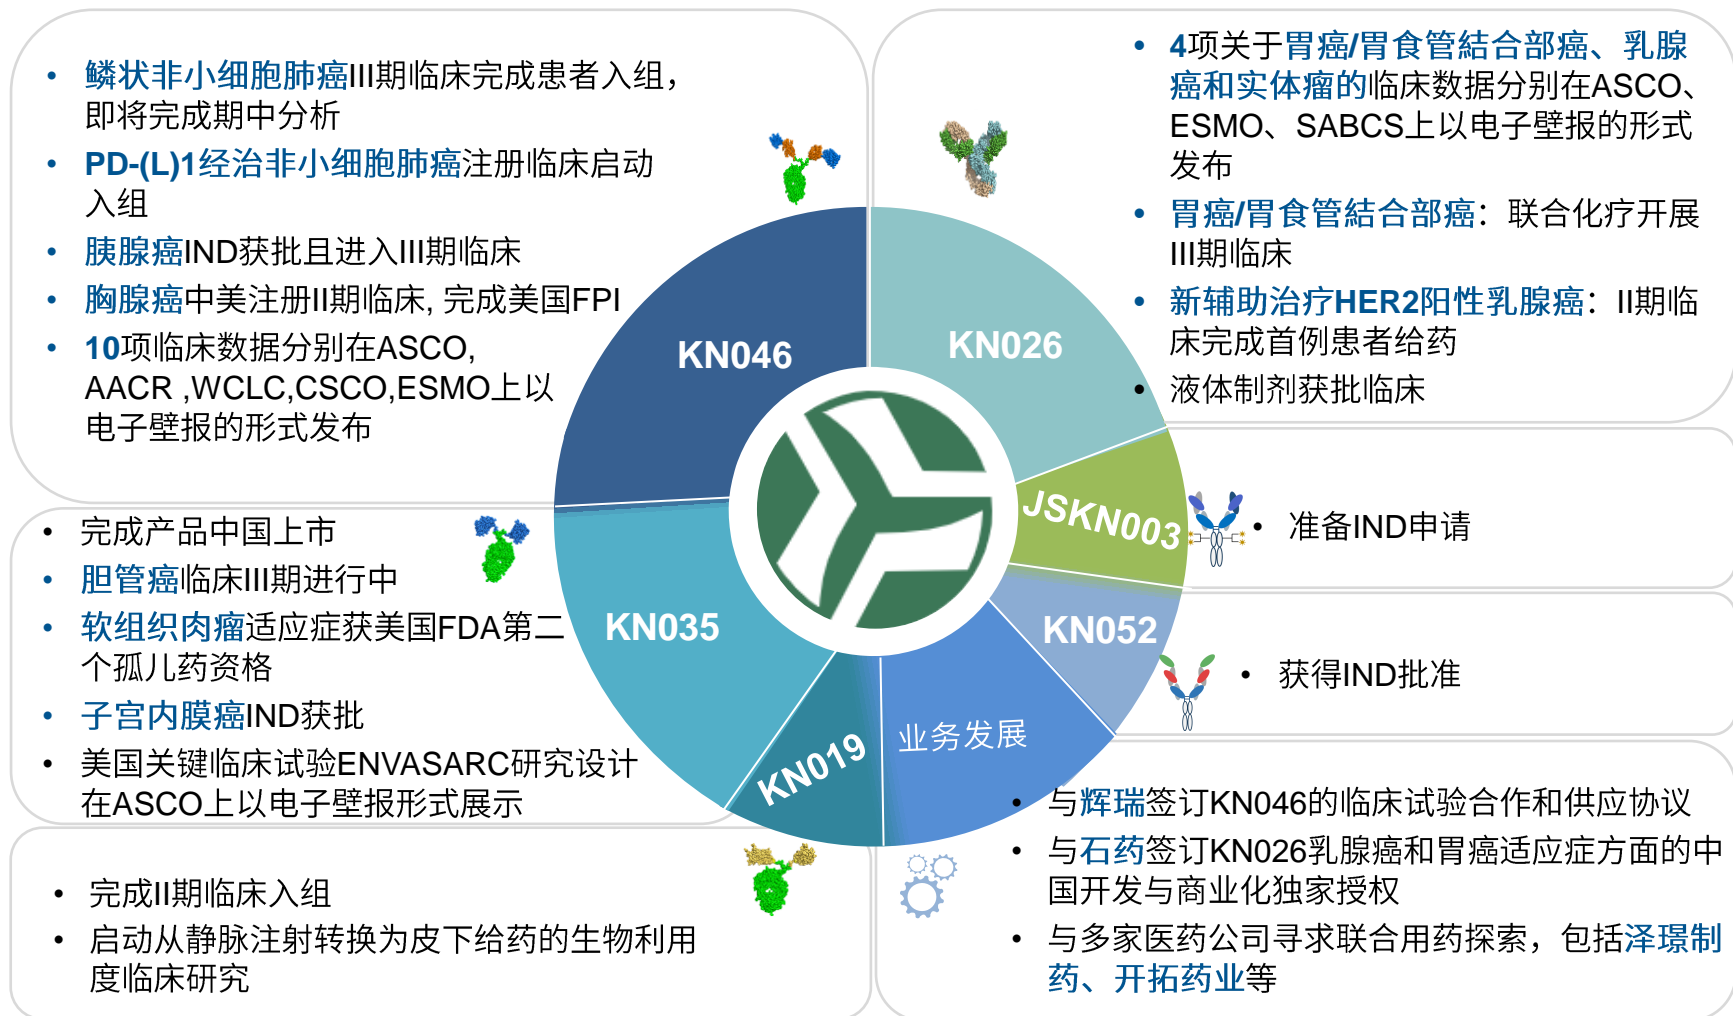 • 鳞状非小细胞肺癌III期临床完成患者入组，
即将完成期中分析
• PD-(L)1经治非小细胞肺癌注册临床启动
入组
• 胰腺癌IND获批且进入III期临床
• 胸腺癌中美注册II期临床, 完成美国FPI
• 10项临床数据分别在ASCO,
AACR ,WCLC,CSCO,ESMO上以
电子壁报的形式发布
• 4项关于胃癌/胃食管結合部癌、乳腺
癌和实体瘤的临床数据分别在ASCO、
ESMO、SABCS上以电子壁报的形式
发布
• 胃癌/胃食管結合部癌：联合化疗开展
III期临床
• 新辅助治疗HER2阳性乳腺癌：II期临
床完成首例患者给药
• 液体制剂获批临床
KN046
KN026
JSKN003
KN052
业务发展
KN019
KN035
• 准备IND申请
• 获得IND批准
• 完成产品中国上市
• 胆管癌临床III期进行中
• 软组织肉瘤适应症获美国FDA第二
个孤儿药资格
• 子宫内膜癌IND获批
• 美国关键临床试验ENVASARC研究设计
在ASCO上以电子壁报形式展示
• 与辉瑞签订KN046的临床试验合作和供应协议
• 与石药签订KN026乳腺癌和胃癌适应症方面的中
国开发与商业化独家授权
• 与多家医药公司寻求联合用药探索，包括泽璟制
药、开拓药业等
• 完成II期临床入组
• 启动从静脉注射转换为皮下给药的生物利用
度临床研究